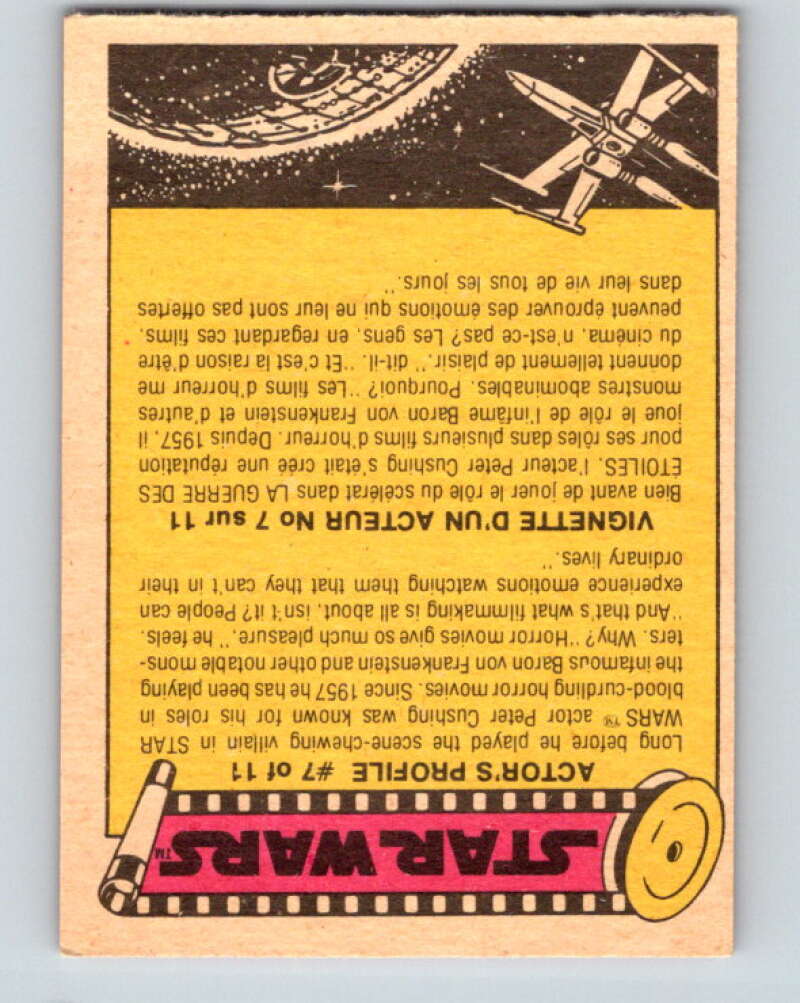 STAR WARS™
ACTOR'S PROFILE #7 of 11
Long before he played the scene-chewing villain in STAR
WARS™® actor Peter Cushing was known for his roles in
blood-curdling horror movies. Since 1957 he has been playing
the infamous Baron von Frankenstein and other notable mons-
ters. Why? "Horror movies give so much pleasure," he feels.
"And that's what filmmaking is all about, isn't it? People can
experience emotions watching them that they can't in their
ordinary lives."
VIGNETTE D'UN ACTEUR No 7 sur 11
Bien avant de jouer le rôle du scélérat dans LA GUERRE DES
ÉTOILES, l'acteur Peter Cushing s'était créé une réputation
pour ses rôles dans plusieurs films d'horreur. Depuis 1957, il
joue le rôle de l'infâme Baron von Frankenstein et d'autres
monstres abominables. Pourquoi? "Les films d'horreur me
donnent tellement de plaisir," dit-il. "Et c'est la raison d'être
du cinéma, n'est-ce pas? Les gens, en regardant ces films,
peuvent éprouver des émotions qui ne leur sont pas offertes
dans leur vie de tous les jours."